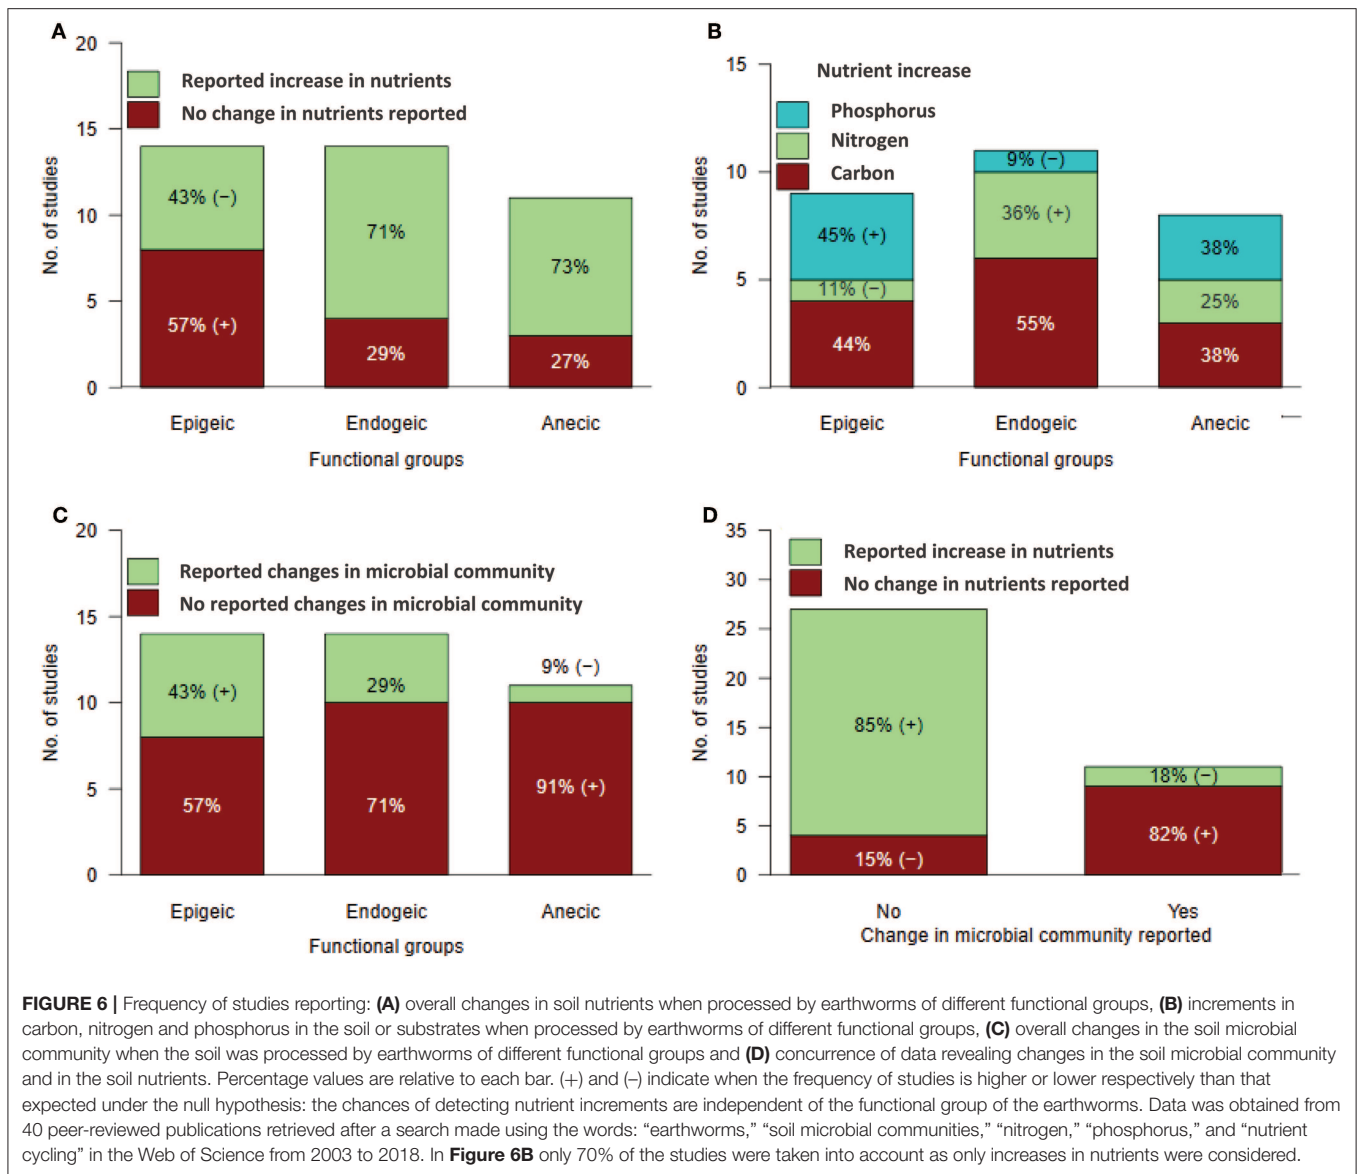 A
20
15
10
5
0
No. of studies
Reported increase in nutrients
No change in nutrients reported
43% (−)
57% (+)
71%
29%
73%
27%
Epigeic Endogeic Anecic
Functional groups
B
15
10
5
0
No. of studies
Nutrient increase
Phosphorus
Nitrogen
Carbon
45% (+)
11% (−)
44%
9% (−)
36% (+)
55%
38%
25%
38%
Epigeic Endogeic Anecic
Functional groups
C
20
15
10
5
0
No. of studies
Reported changes in microbial community
No reported changes in microbial community
43% (+)
57%
29%
71%
9% (−)
91% (+)
Epigeic Endogeic Anecic
Functional groups
D
35
30
25
20
15
10
5
0
No. of studies
Reported increase in nutrients
No change in nutrients reported
85% (+)
15% (−)
18% (−)
82% (+)
No Yes
Change in microbial community reported
FIGURE 6 | Frequency of studies reporting: (A) overall changes in soil nutrients when processed by earthworms of different functional groups, (B) increments in
carbon, nitrogen and phosphorus in the soil or substrates when processed by earthworms of different functional groups, (C) overall changes in the soil microbial
community when the soil was processed by earthworms of different functional groups and (D) concurrence of data revealing changes in the soil microbial community
and in the soil nutrients. Percentage values are relative to each bar. (+) and (–) indicate when the frequency of studies is higher or lower respectively than that
expected under the null hypothesis: the chances of detecting nutrient increments are independent of the functional group of the earthworms. Data was obtained from
40 peer-reviewed publications retrieved after a search made using the words: “earthworms,” “soil microbial communities,” “nitrogen,” “phosphorus,” and “nutrient
cycling” in the Web of Science from 2003 to 2018. In Figure 6B only 70% of the studies were taken into account as only increases in nutrients were considered.